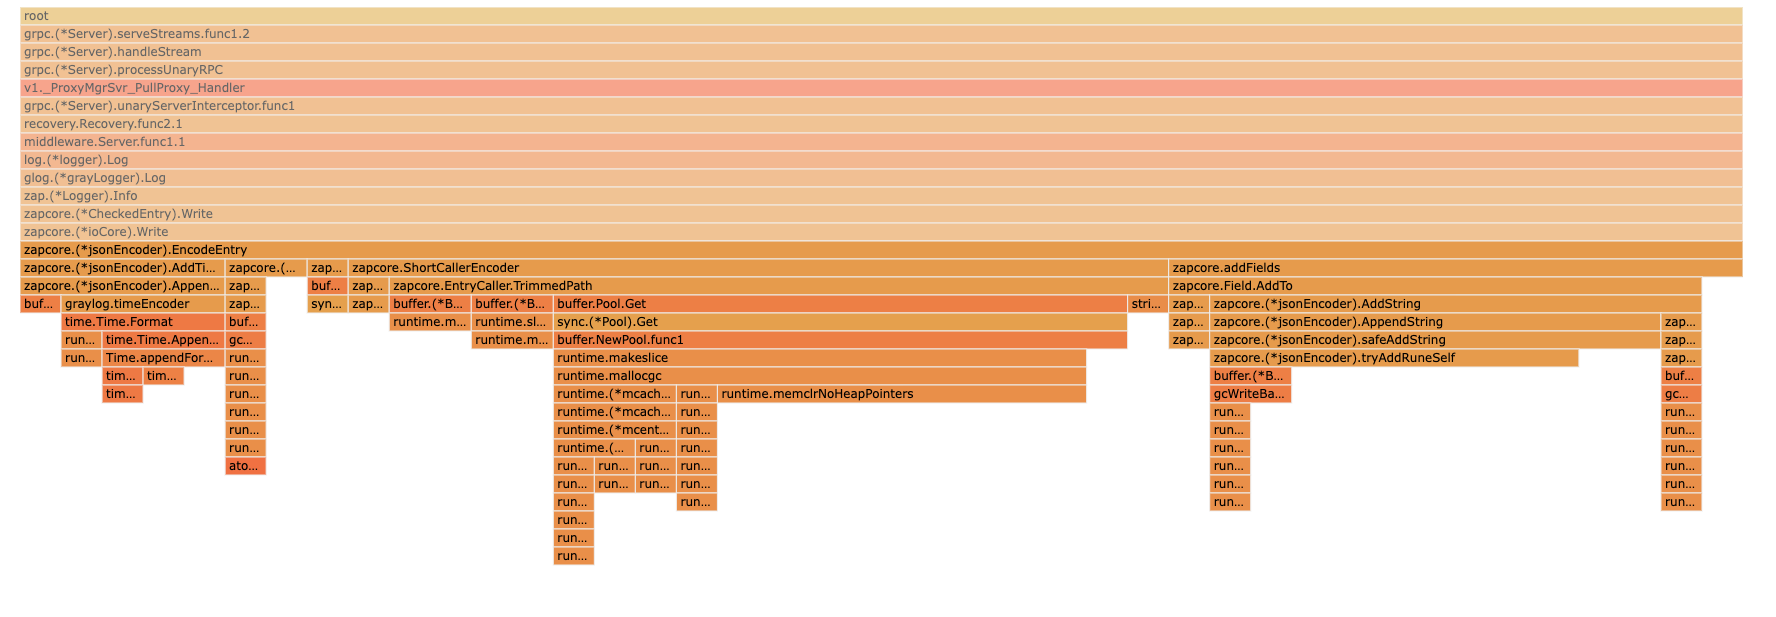 root
grpc.(*Server).serveStreams.func1.2
grpc.(*Server).handleStream
grpc.(*Server).processUnaryRPC
v1._ProxyMgrSvr_PullProxy_Handler
grpc.(*Server).unaryServerInterceptor.func1
recovery.Recovery.func2.1
middleware.Server.func1.1
log.(*logger).Log
glog.(*grayLogger).Log
zap.(*Logger).Info
zapcore.(*CheckedEntry).Write
zapcore.(*ioCore).Write
zapcore.(*jsonEncoder).EncodeEntry
zapcore.(*jsonEncoder).AddTi... zapcore.(... zap... zapcore.ShortCallerEncoder zapcore.addFields
zapcore.(*jsonEncoder).Appen... zap... buf... zap... zapcore.EntryCaller.TrimmedPath zapcore.Field.AddTo
buf... graylog.timeEncoder zap... syn... zap... buffer.(*B... buffer.(*B... buffer.Pool.Get stri... zap... zapcore.(*jsonEncoder).AddString
time.Time.Format buf... runtime.m... runtime.sl... sync.(*Pool).Get zap... zapcore.(*jsonEncoder).AppendString zap...
run... time.Time.Appen... gc... runtime.m... buffer.NewPool.func1 zap... zapcore.(*jsonEncoder).safeAddString zap...
run... Time.appendFor... run... runtime.makeslice zapcore.(*jsonEncoder).tryAddRuneSelf zap...
tim... tim... run... runtime.mallocgc buffer.(*B... buf...
tim... run... runtime.(*mcach... run... runtime.memclrNoHeapPointers gcWriteBa... gc...
run... runtime.(*mcach... run... run... run...
run... runtime.(*mcent... run... run... run...
run... runtime.(... run... run... run... run...
ato... run... run... run... run... run... run...
run... run... run... run... run... run...
run... run... run... run...
run...
run...
run...